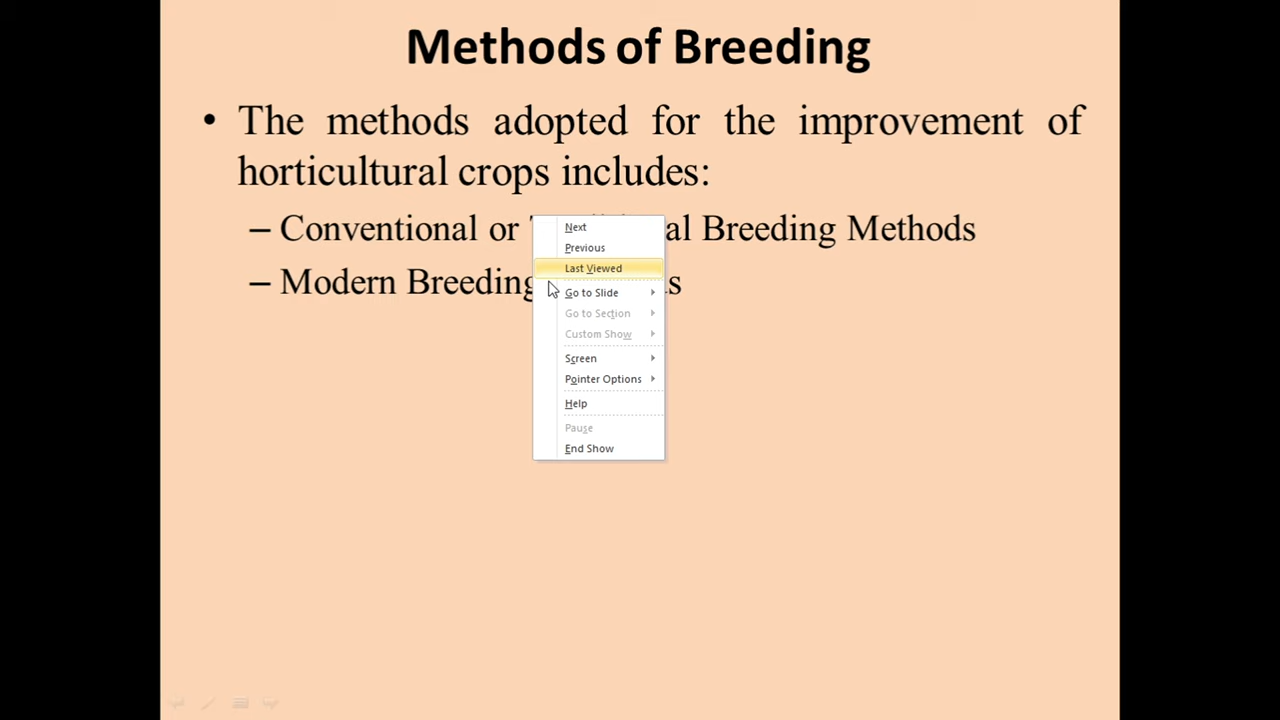 Methods of Breeding
• The methods adopted for the improvement of
horticultural crops includes:
– Conventional or al Breeding Methods
– Modern Breeding s
Next
Previous
Last Viewed
Go to Slide
Go to Section
Custom Show
Screen
Pointer Options
Help
Pause
End Show